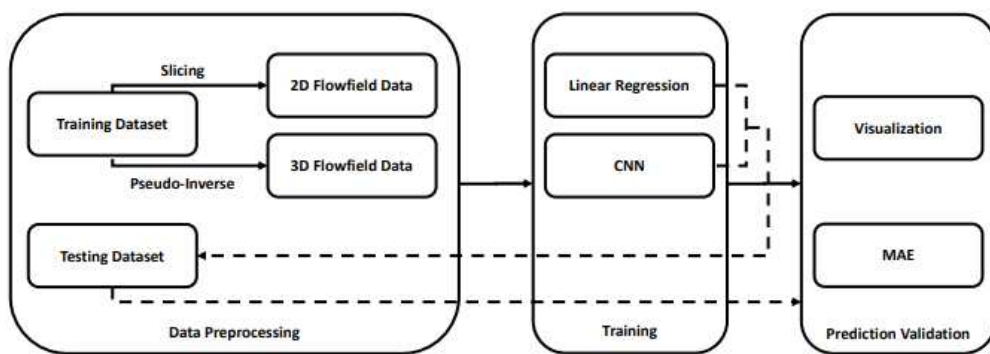 Slicing
2D Flowfield Data
Training Dataset
3D Flowfield Data
Pseudo-Inverse
Testing Dataset
Data Preprocessing
Linear Regression
CNN
Training
Visualization
MAE
Prediction Validation